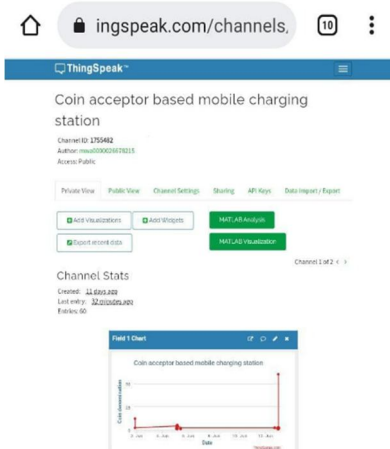 ingspeak.com/channels,
10
ThingSpeak™
Coin acceptor based mobile charging
station
Channel ID: 1755482
Author:
Access: Public
Private View Public View Channel Settings Sharing API Keys Data Import / Export
Add Visualizations Add Widgets MATLAB Analysis
Export recent data MATLAB Visualization
Channel 1 of 2 < >
Channel Stats
Created: 11 days ago
Last entry: 32 minutes ago
Entries: 60
Field 1 Chart
Coin acceptor based mobile charging station
Date
ThingSpeak.com